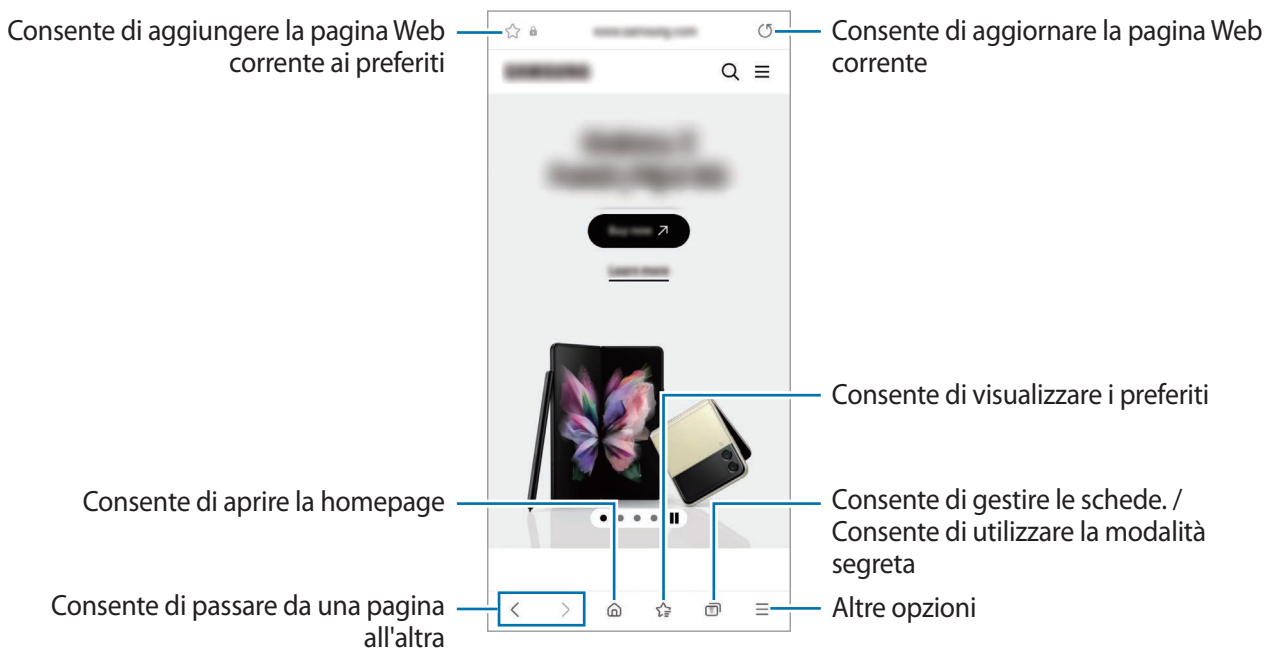 Consente di aggiungere la pagina Web
corrente ai preferiti
Consente di aggiornare la pagina Web
corrente
Consente di visualizzare i preferiti
Consente di aprire la homepage
Consente di gestire le schede. /
Consente di utilizzare la modalità
segreta
Consente di passare da una pagina
all'altra
Altre opzioni